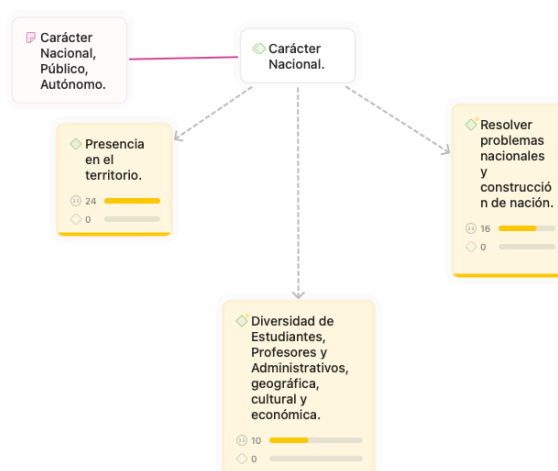 Carácter
Nacional,
Público,
Autónomo.
Carácter
Nacional.
Presencia
en el
territorio.
24
0
Resolver
problemas
nacionales
y
construcció
n de nación.
16
0
Diversidad de
Estudiantes,
Profesores y
Administrativos,
geográfica,
cultural y
económica.
10
0